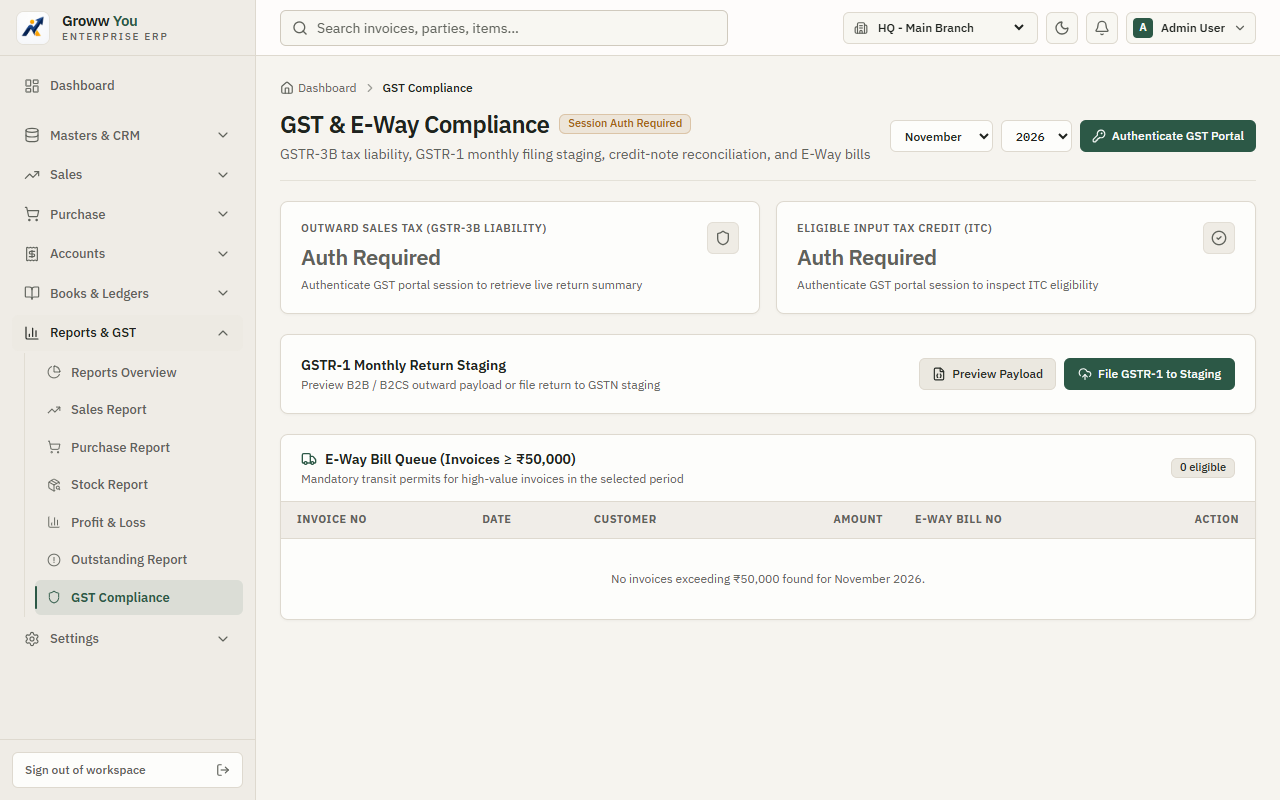 Groww You
ENTERPRISE ERP
Search invoices, parties, items...
HQ - Main Branch
A
Admin User
Dashboard
Masters & CRM
Sales
Purchase
Accounts
Books & Ledgers
Reports & GST
Reports Overview
Sales Report
Purchase Report
Stock Report
Profit & Loss
Outstanding Report
GST Compliance
Settings
Sign out of workspace
Dashboard
GST Compliance
GST & E-Way Compliance
Session Auth Required
GSTR-3B tax liability, GSTR-1 monthly filing staging, credit-note reconciliation, and E-Way bills
November
2026
Authenticate GST Portal
OUTWARD SALES TAX (GSTR-3B LIABILITY)
Auth Required
Authenticate GST portal session to retrieve live return summary
ELIGIBLE INPUT TAX CREDIT (ITC)
Auth Required
Authenticate GST portal session to inspect ITC eligibility
GSTR-1 Monthly Return Staging
Preview B2B / B2CS outward payload or file return to GSTN staging
Preview Payload
File GSTR-1 to Staging
E-Way Bill Queue (Invoices ≥ ₹50,000)
Mandatory transit permits for high-value invoices in the selected period
0 eligible
INVOICE NO DATE CUSTOMER AMOUNT E-WAY BILL NO ACTION
No invoices exceeding ₹50,000 found for November 2026.